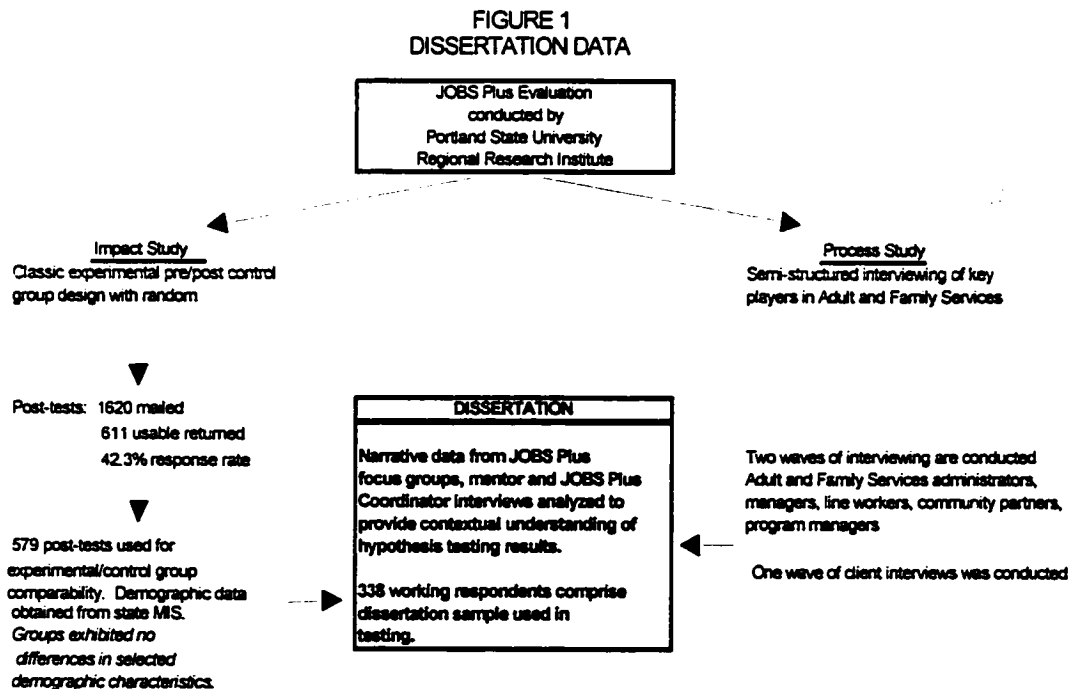 FIGURE 1
DISSERTATION DATA
JOBS Plus Evaluation
conducted by
Portland State University
Regional Research Institute
Impact Study
Classic experimental pre/post control
group design with random
Process Study
Semi-structured interviewing of key
players in Adult and Family Services
Post-tests: 1620 mailed
611 usable returned
42.3% response rate
579 post-tests used for
experimental/control group
comparability. Demographic data
obtained from state MIS.
Groups exhibited no
differences in selected
demographic characteristics.
DISSERTATION
Narrative data from JOBS Plus
focus groups, mentor and JOBS Plus
Coordinator interviews analyzed to
provide contextual understanding of
hypothesis testing results.
338 working respondents comprise
dissertation sample used in
testing.
Two waves of interviewing are conducted
Adult and Family Services administrators,
managers, line workers, community partners,
program managers
One wave of client interviews was conducted